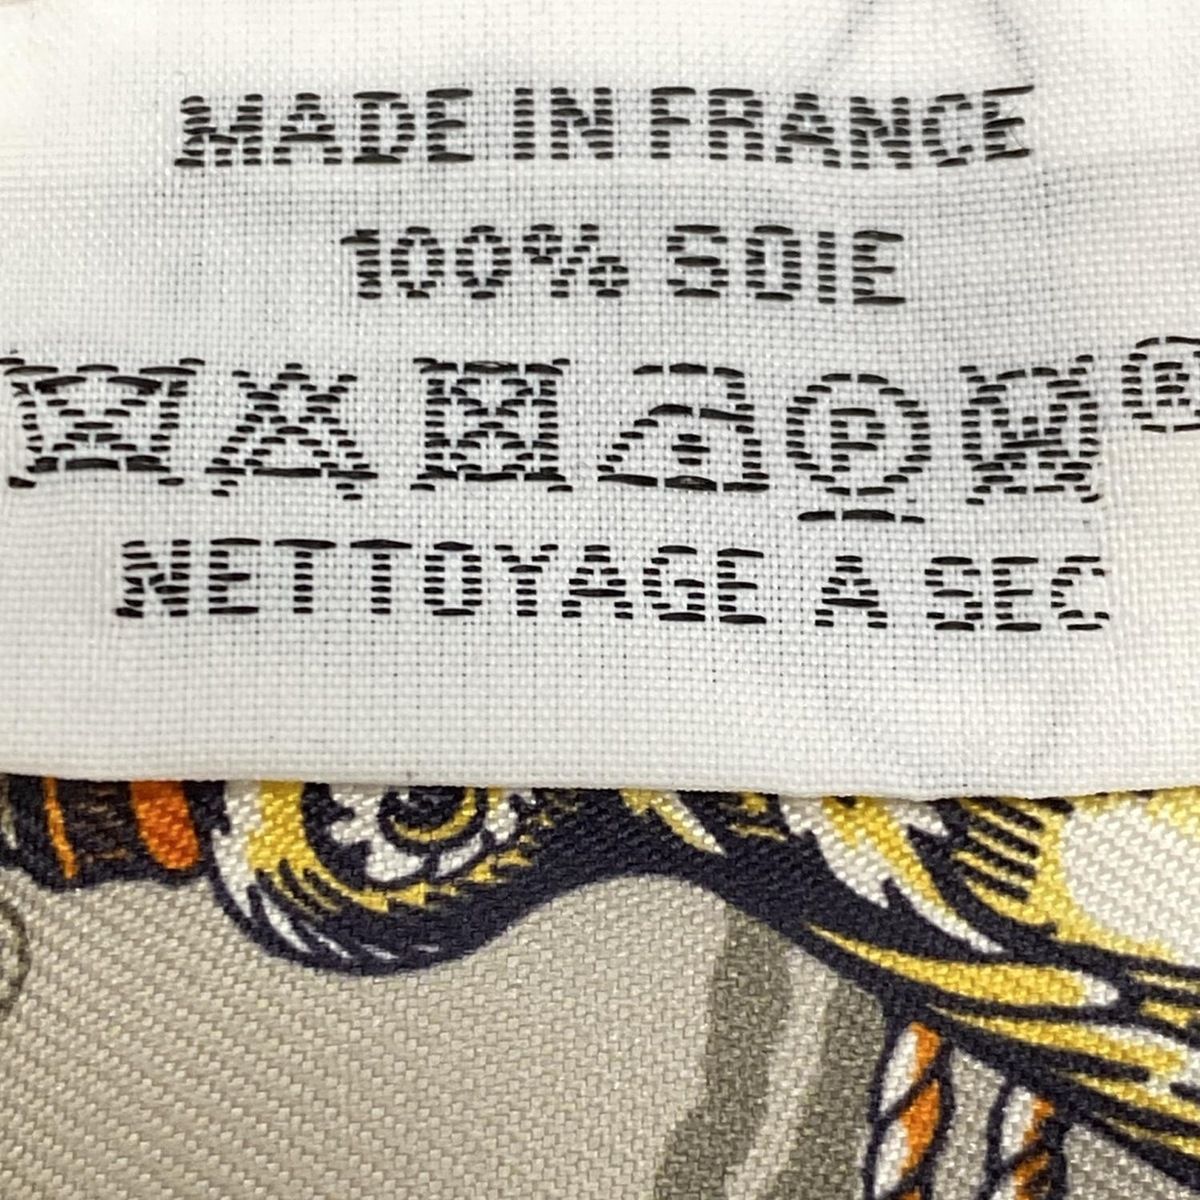 MADE IN FRANCE
100% SOIE
P ®
NETTOYAGE A SEC